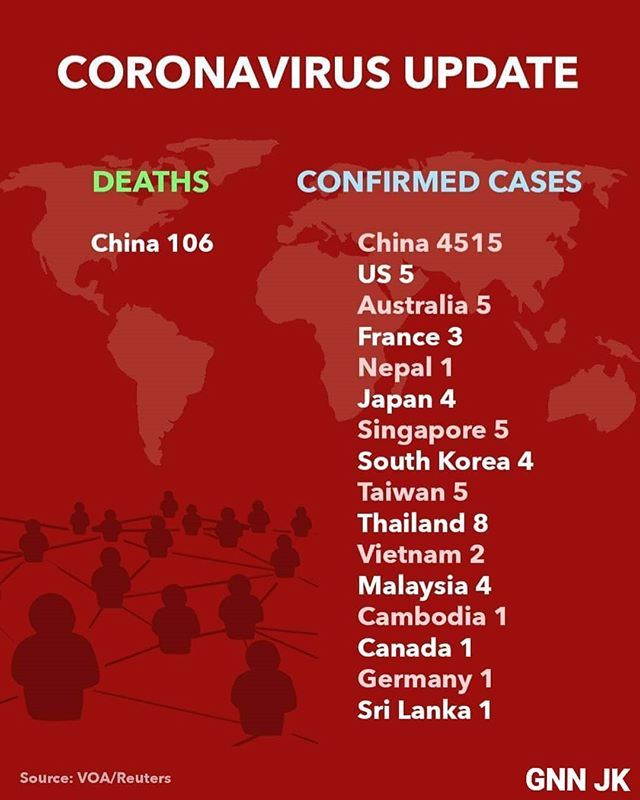 CORONAVIRUS UPDATE
DEATHS
China 106
CONFIRMED CASES
China 4515
US 5
Australia 5
France 3
Nepal 1
Japan 4
Singapore 5
South Korea 4
Taiwan 5
Thailand 8
Vietnam 2
Malaysia 4
Cambodia 1
Canada 1
Germany 1
Sri Lanka 1
Source: VOA/Reuters
GNN JK